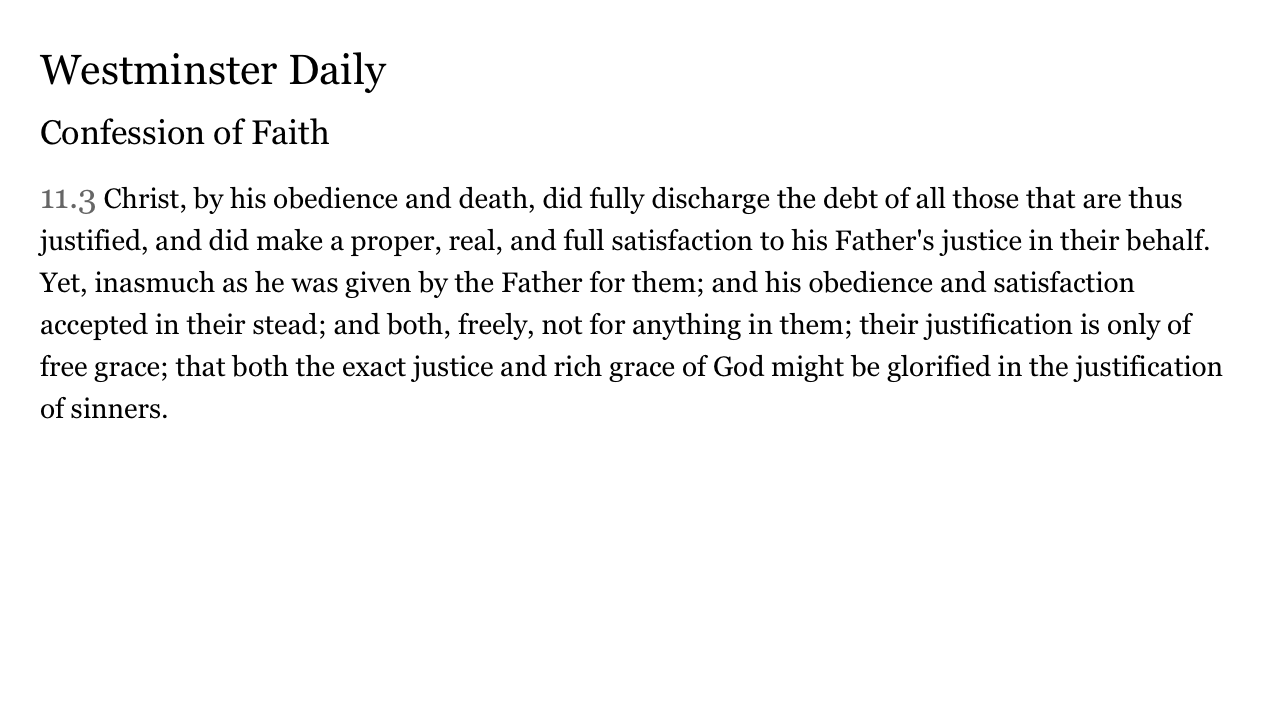 Westminster Daily
Confession of Faith
11.3 Christ, by his obedience and death, did fully discharge the debt of all those that are thus
justified, and did make a proper, real, and full satisfaction to his Father's justice in their behalf.
Yet, inasmuch as he was given by the Father for them; and his obedience and satisfaction
accepted in their stead; and both, freely, not for anything in them; their justification is only of
free grace; that both the exact justice and rich grace of God might be glorified in the justification
of sinners.